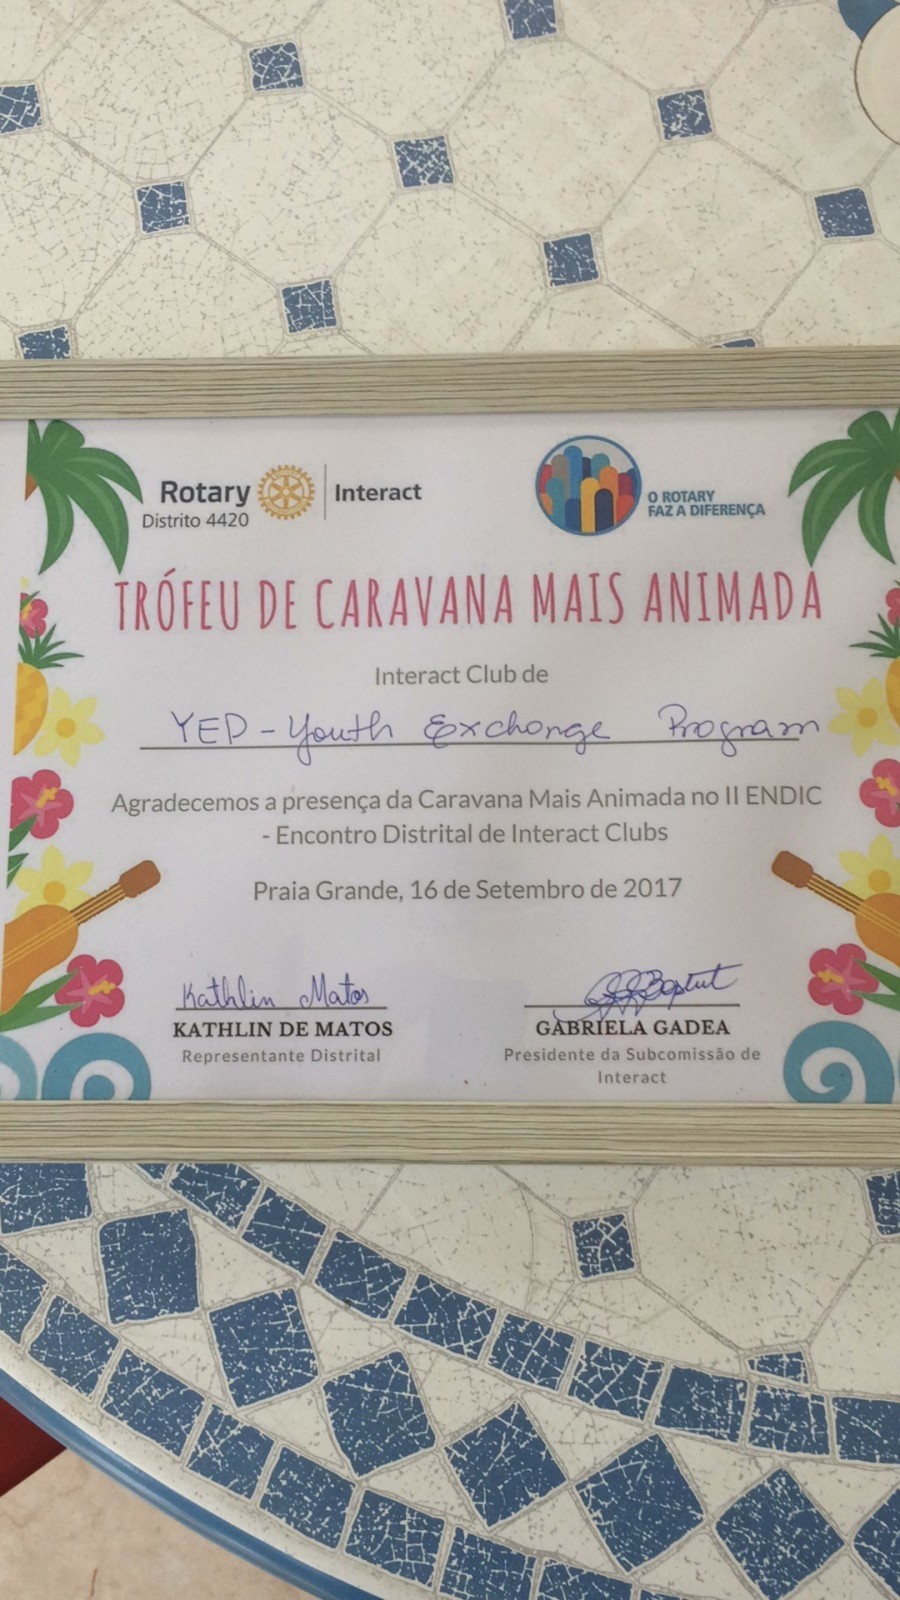 Rotary
Distrito 4420
Interact
O ROTARY
FAZ A DIFERENÇA
TRÓFEU DE CARAVANA MAIS ANIMADA
Interact Club de
YEP - Youth Exchange Program
Agradecemos a presença da Caravana Mais Animada no II ENDIC
- Encontro Distrital de Interact Clubs
Praia Grande, 16 de Setembro de 2017
Kathlin Matos
KATHLIN DE MATOS
Representante Distrital
GABRIELA GADEA
Presidente da Subcomissão de
Interact